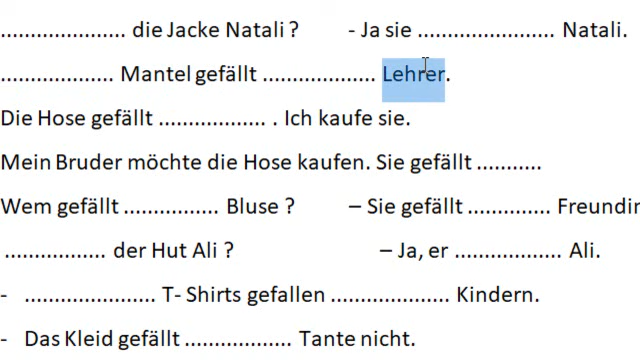 ..................... die Jacke Natali ? - Ja sie ....................... Natali.
................... Mantel gefällt ................... Lehrer.
Die Hose gefällt .................. . Ich kaufe sie.
Mein Bruder möchte die Hose kaufen. Sie gefällt ...........
Wem gefällt ................ Bluse ? – Sie gefällt .............. Freundin
................. der Hut Ali ? – Ja, er .................. Ali.
- ...................... T- Shirts gefallen .................... Kindern.
- Das Kleid gefällt .................. Tante nicht.